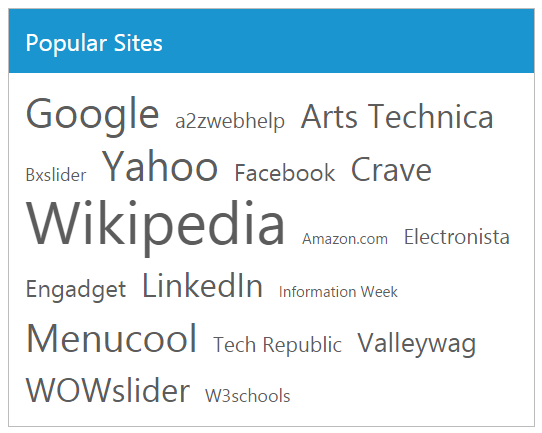 Popular Sites
Google a2zwebhelp Arts Technica
Bxslider Yahoo Facebook Crave
Wikipedia Amazon.com Electronista
Engadget LinkedIn Information Week
Menucool Tech Republic Valleywag
WOWslider W3schools